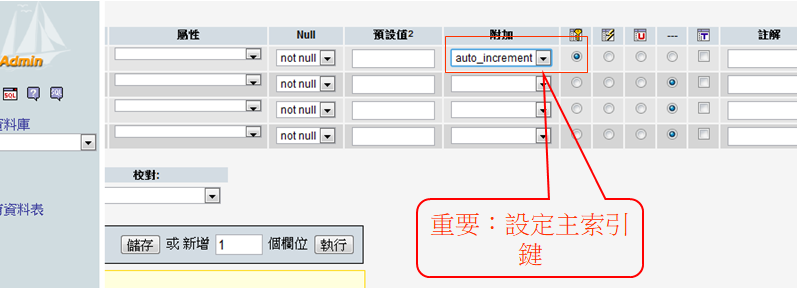 屬性 Null 預設值2 附加 --- 註解
Admin
not null auto_increment
not null
SQL
not null
資料庫
not null
校對:
有資料表
重要：設定主索引
鍵
儲存 或 新增 1 個欄位 執行